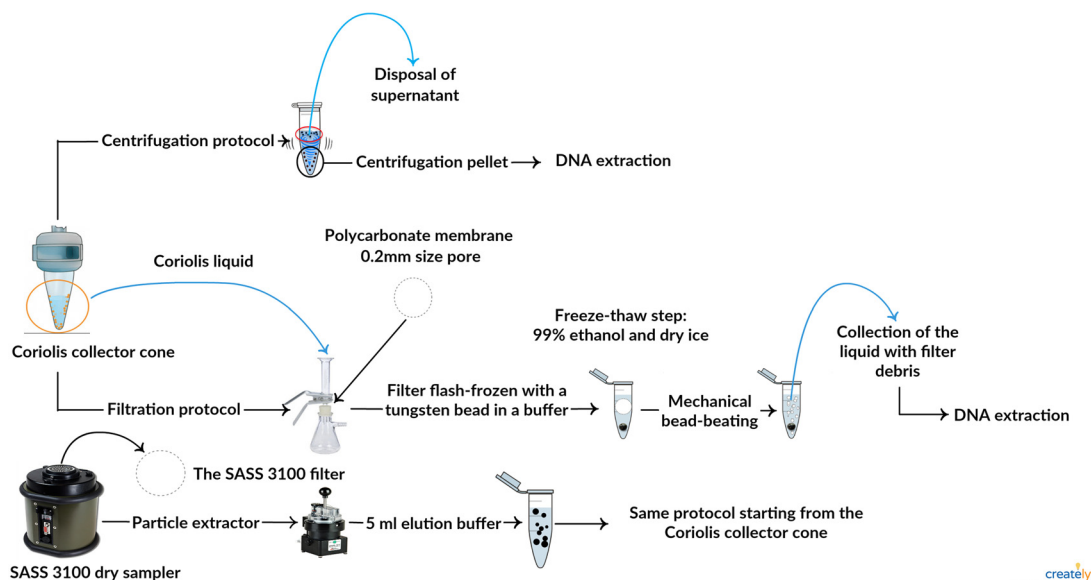 Disposal of
supernatant
Centrifugation protocol
Centrifugation pellet
DNA extraction
Polycarbonate membrane
0.2mm size pore
Coriolis liquid
Freeze-thaw step:
99% ethanol and dry ice
Collection of the
liquid with filter
debris
Coriolis collector cone
Filtration protocol
Filter flash-frozen with a
tungsten bead in a buffer
Mechanical
bead-beating
DNA extraction
The SASS 3100 filter
Particle extractor
5 ml elution buffer
Same protocol starting from the
Coriolis collector cone
SASS 3100 dry sampler
creately